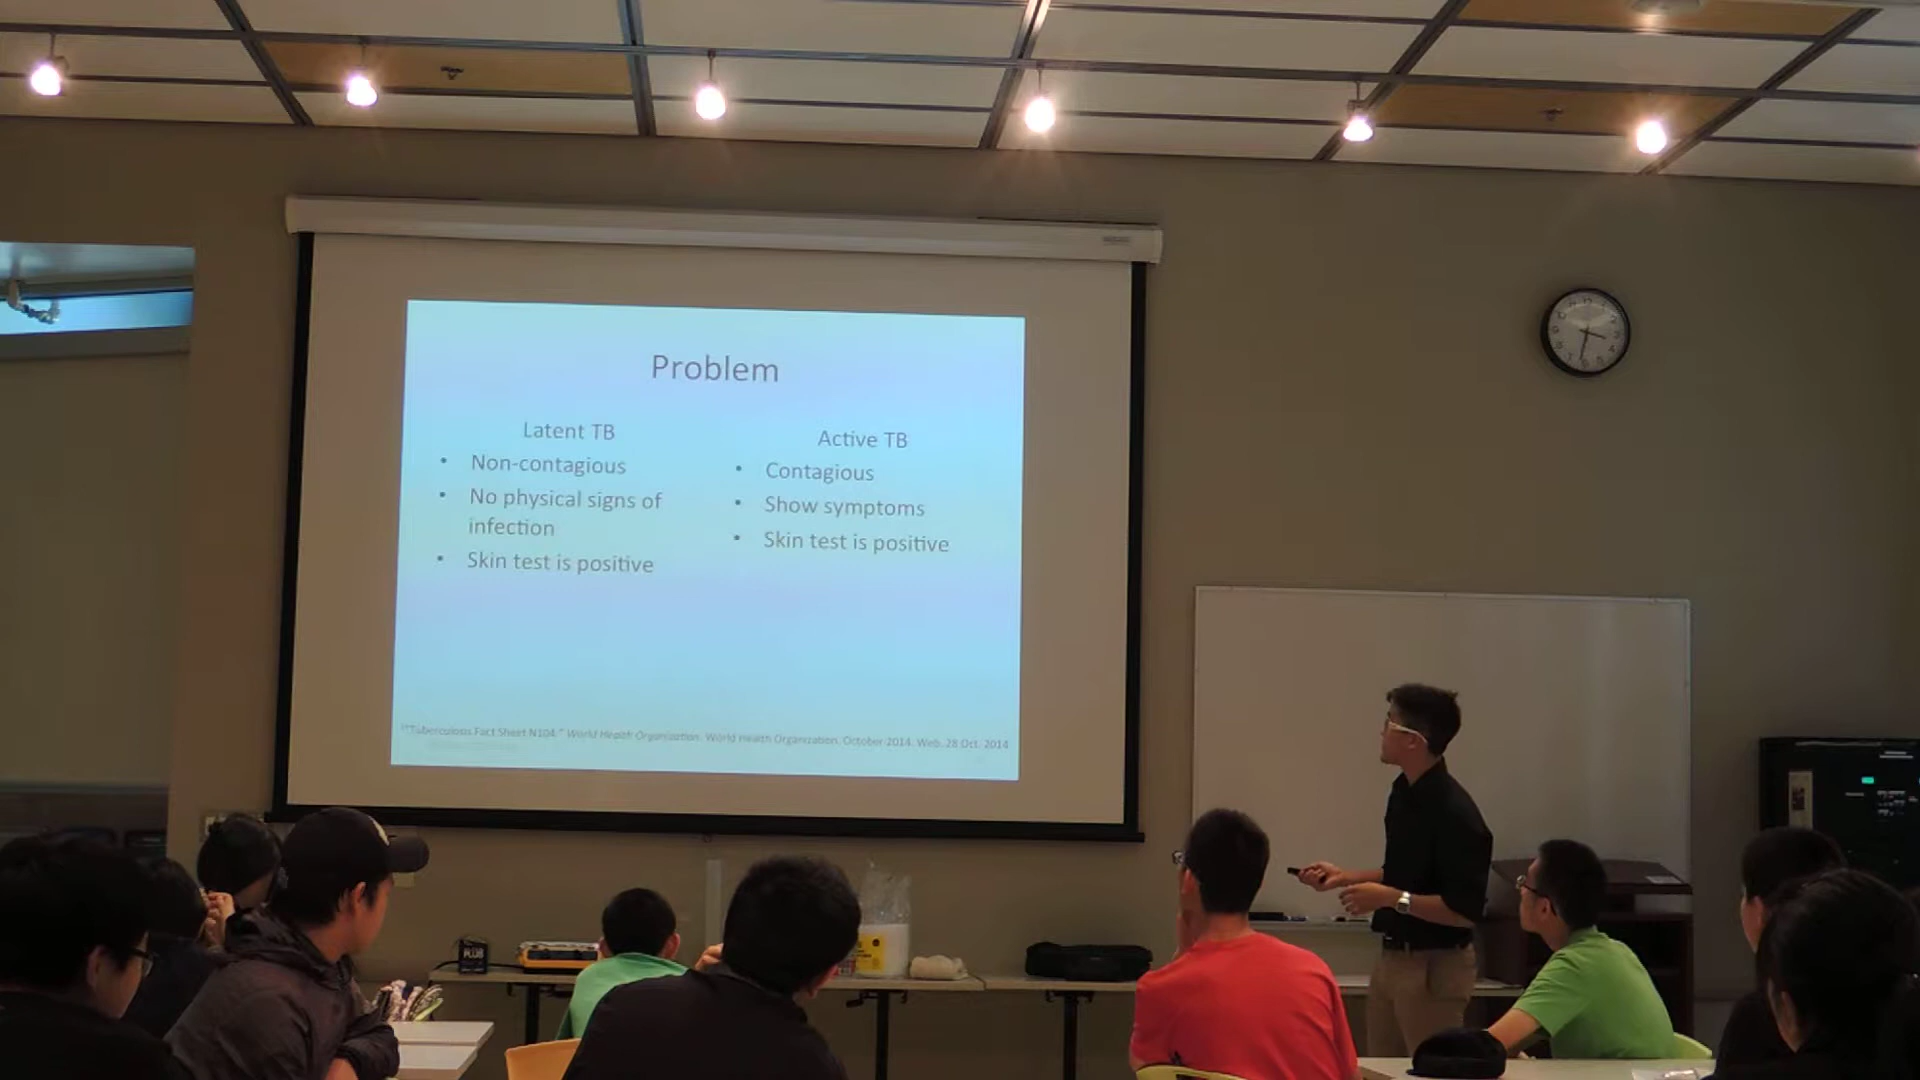 Problem
Latent TB
• Non-contagious
• No physical signs of
infection
• Skin test is positive
Active TB
• Contagious
• Show symptoms
• Skin test is positive
"Tuberculosis Fact Sheet N104." World Health Organization. World Health Organization, October 2014. Web. 28 Oct. 2014
PLUS